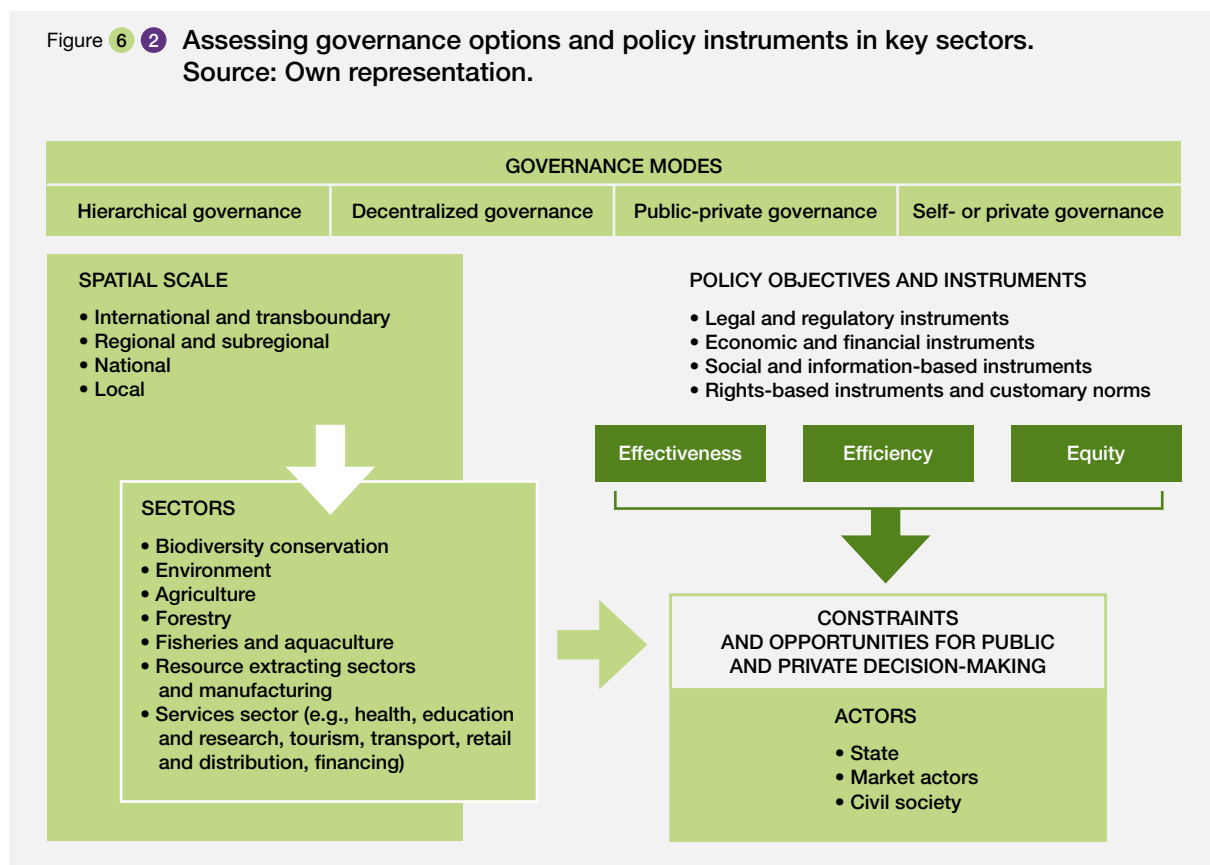 Figure 6 2 Assessing governance options and policy instruments in key sectors.
Source: Own representation.
GOVERNANCE MODES
Hierarchical governance
Decentralized governance
Public-private governance
Self- or private governance
SPATIAL SCALE
• International and transboundary
• Regional and subregional
• National
• Local
SECTORS
• Biodiversity conservation
• Environment
• Agriculture
• Forestry
• Fisheries and aquaculture
• Resource extracting sectors
and manufacturing
• Services sector (e.g., health, education
and research, tourism, transport, retail
and distribution, financing)
POLICY OBJECTIVES AND INSTRUMENTS
• Legal and regulatory instruments
• Economic and financial instruments
• Social and information-based instruments
• Rights-based instruments and customary norms
Effectiveness
Efficiency
Equity
CONSTRAINTS
AND OPPORTUNITIES FOR PUBLIC
AND PRIVATE DECISION-MAKING
ACTORS
• State
• Market actors
• Civil society